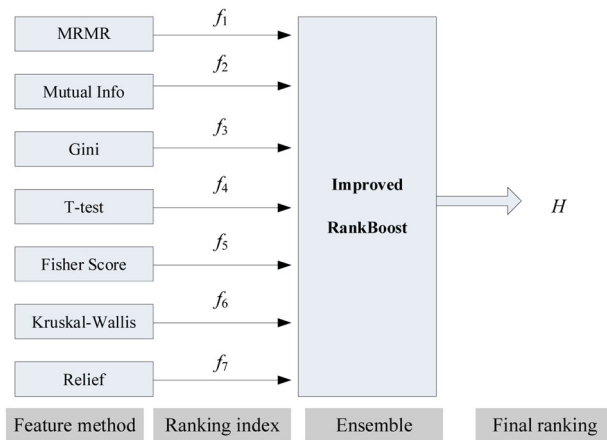 MRMR
f1
Mutual Info
f2
Gini
f3
T-test
f4
Fisher Score
f5
Kruskal-Wallis
f6
Relief
f7
Improved
RankBoost
H
Feature method
Ranking index
Ensemble
Final ranking